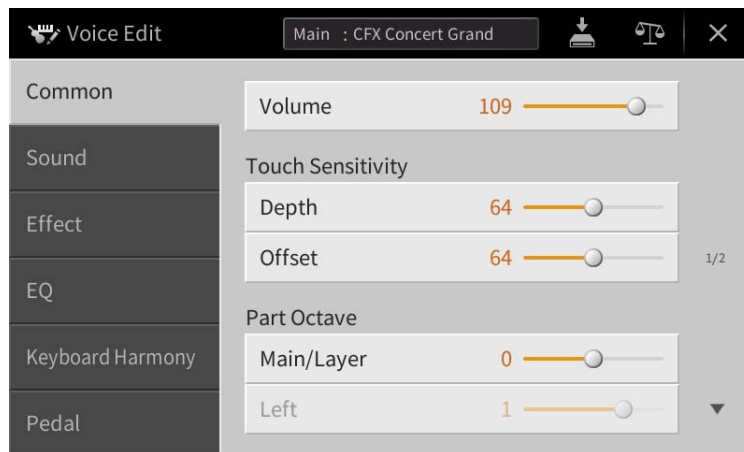 Voice Edit
Main : CFX Concert Grand
Common
Sound
Effect
EQ
Keyboard Harmony
Pedal
Volume 109
Touch Sensitivity
Depth 64
Offset 64
Part Octave
Main/Layer 0
Left 1
1/2